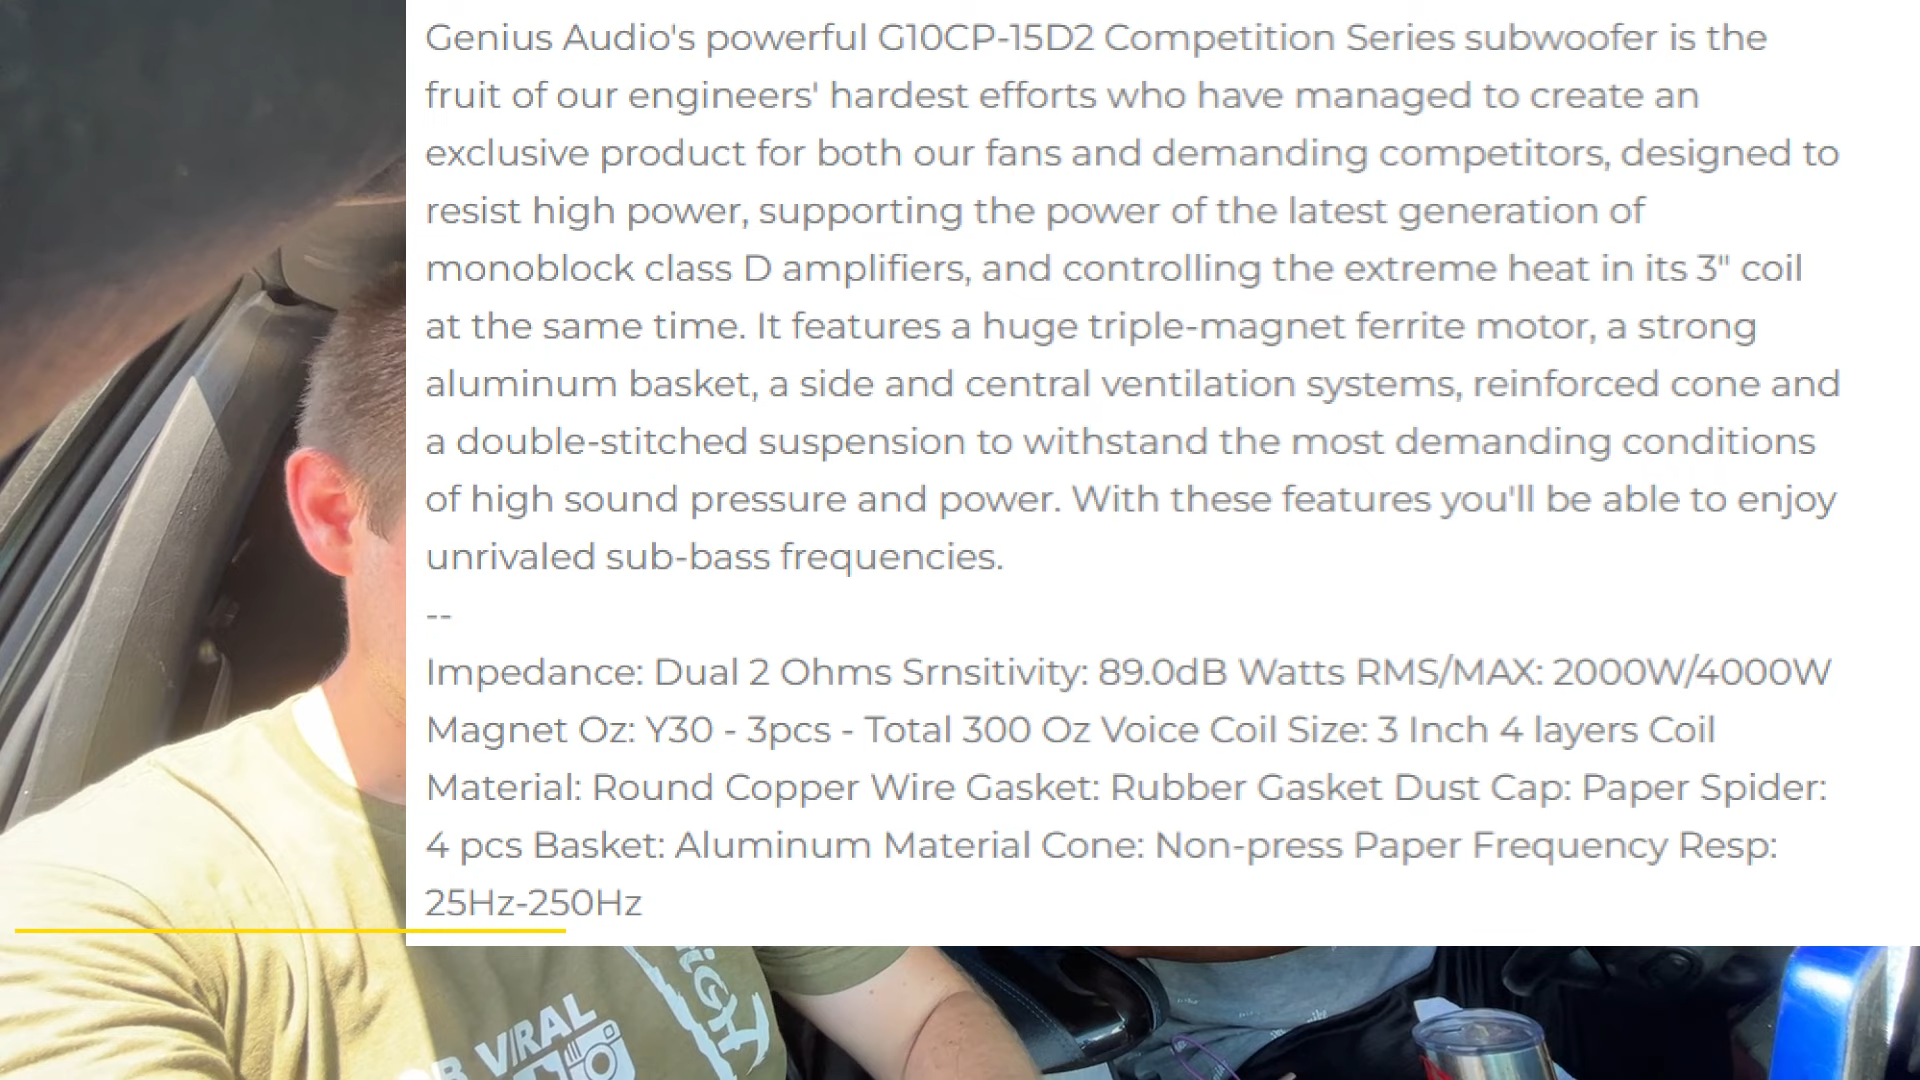 Genius Audio's powerful G10CP-15D2 Competition Series subwoofer is the
fruit of our engineers' hardest efforts who have managed to create an
exclusive product for both our fans and demanding competitors, designed to
resist high power, supporting the power of the latest generation of
monoblock class D amplifiers, and controlling the extreme heat in its 3" coil
at the same time. It features a huge triple-magnet ferrite motor, a strong
aluminum basket, a side and central ventilation systems, reinforced cone and
a double-stitched suspension to withstand the most demanding conditions
of high sound pressure and power. With these features you'll be able to enjoy
unrivaled sub-bass frequencies.
--
Impedance: Dual 2 Ohms Srnsitivity: 89.0dB Watts RMS/MAX: 2000W/4000W
Magnet Oz: Y30 - 3pcs - Total 300 Oz Voice Coil Size: 3 Inch 4 layers Coil
Material: Round Copper Wire Gasket: Rubber Gasket Dust Cap: Paper Spider:
4 pcs Basket: Aluminum Material Cone: Non-press Paper Frequency Resp:
25Hz-250Hz
VIRAL